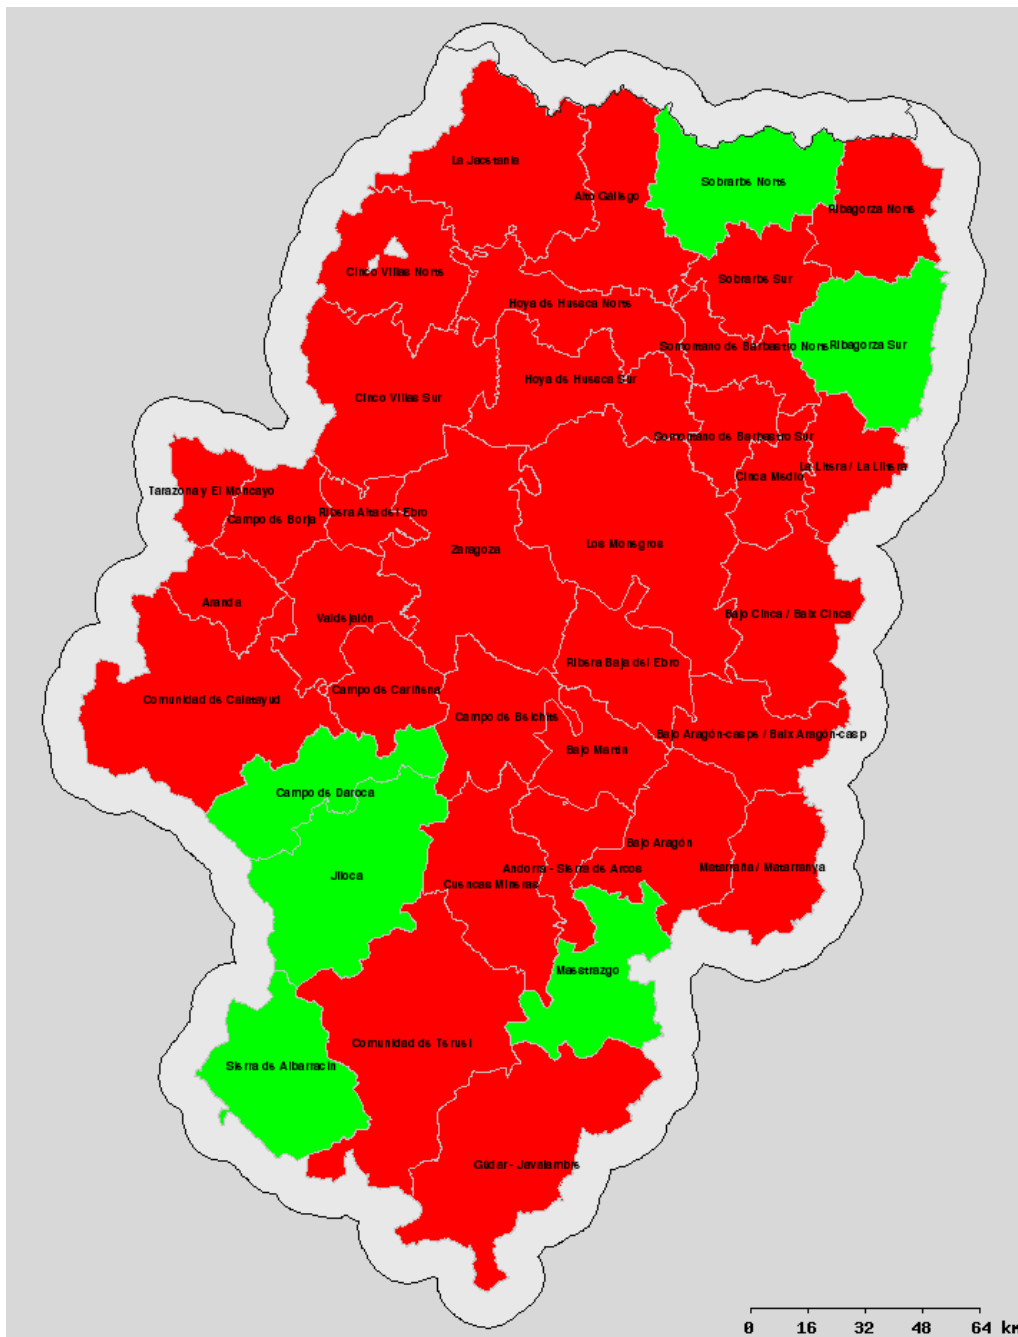 La Jacetania
Sobrarbe Norte
Alto Gállego
Ribagorza Norte
Cinco Villas Norte
Sobrarbe Sur
Hoya de Huesca Norte
Somomano de Barbastro Norte
Ribagorza Sur
Hoya de Huesca Sur
Cinco Villas Sur
Somomano de Barbastro Sur
La Litera / La Llitera
Cinca Medio
Tarazona y El Moncayo
Ribera Alta del Ebro
Campo de Borja
Los Monegros
Zaragoza
Aranda
Bajo Cinca / Baix Cinca
Valdejalón
Ribera Baja del Ebro
Campo de Cariñena
Comunidad de Calatayud
Campo de Belchite
Bajo Aragón-caspe / Baix Aragón-casp
Bajo Martín
Campo de Daroca
Bajo Aragón
Andorra - Sierra de Arcos
Matarraña / Matarranya
Jiloca
Cuencas Mineras
Maestrazgo
Comunidad de Teruel
Sierra de Albarracín
Gúdar - Javalambre
0 16 32 48 64 km